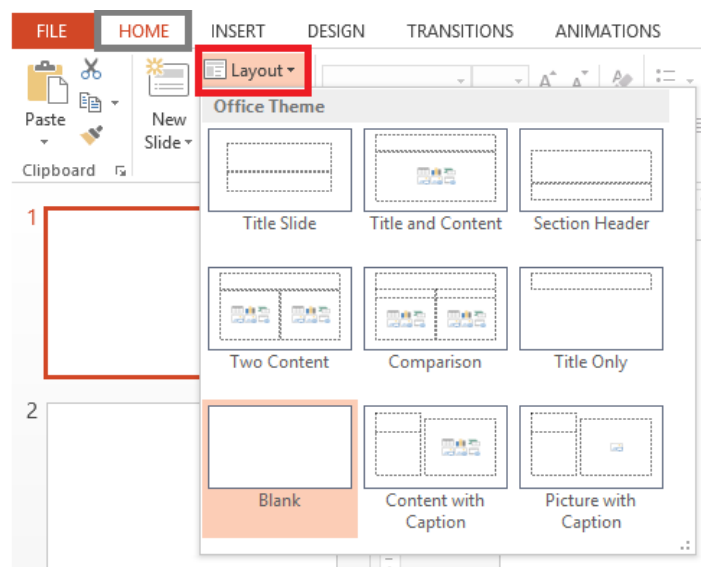 FILE HOME INSERT DESIGN TRANSITIONS ANIMATIONS
Layout
Paste
New
Slide
Clipboard
Office Theme
Title Slide Title and Content Section Header
Two Content Comparison Title Only
Blank Content with Caption Picture with Caption
1
2